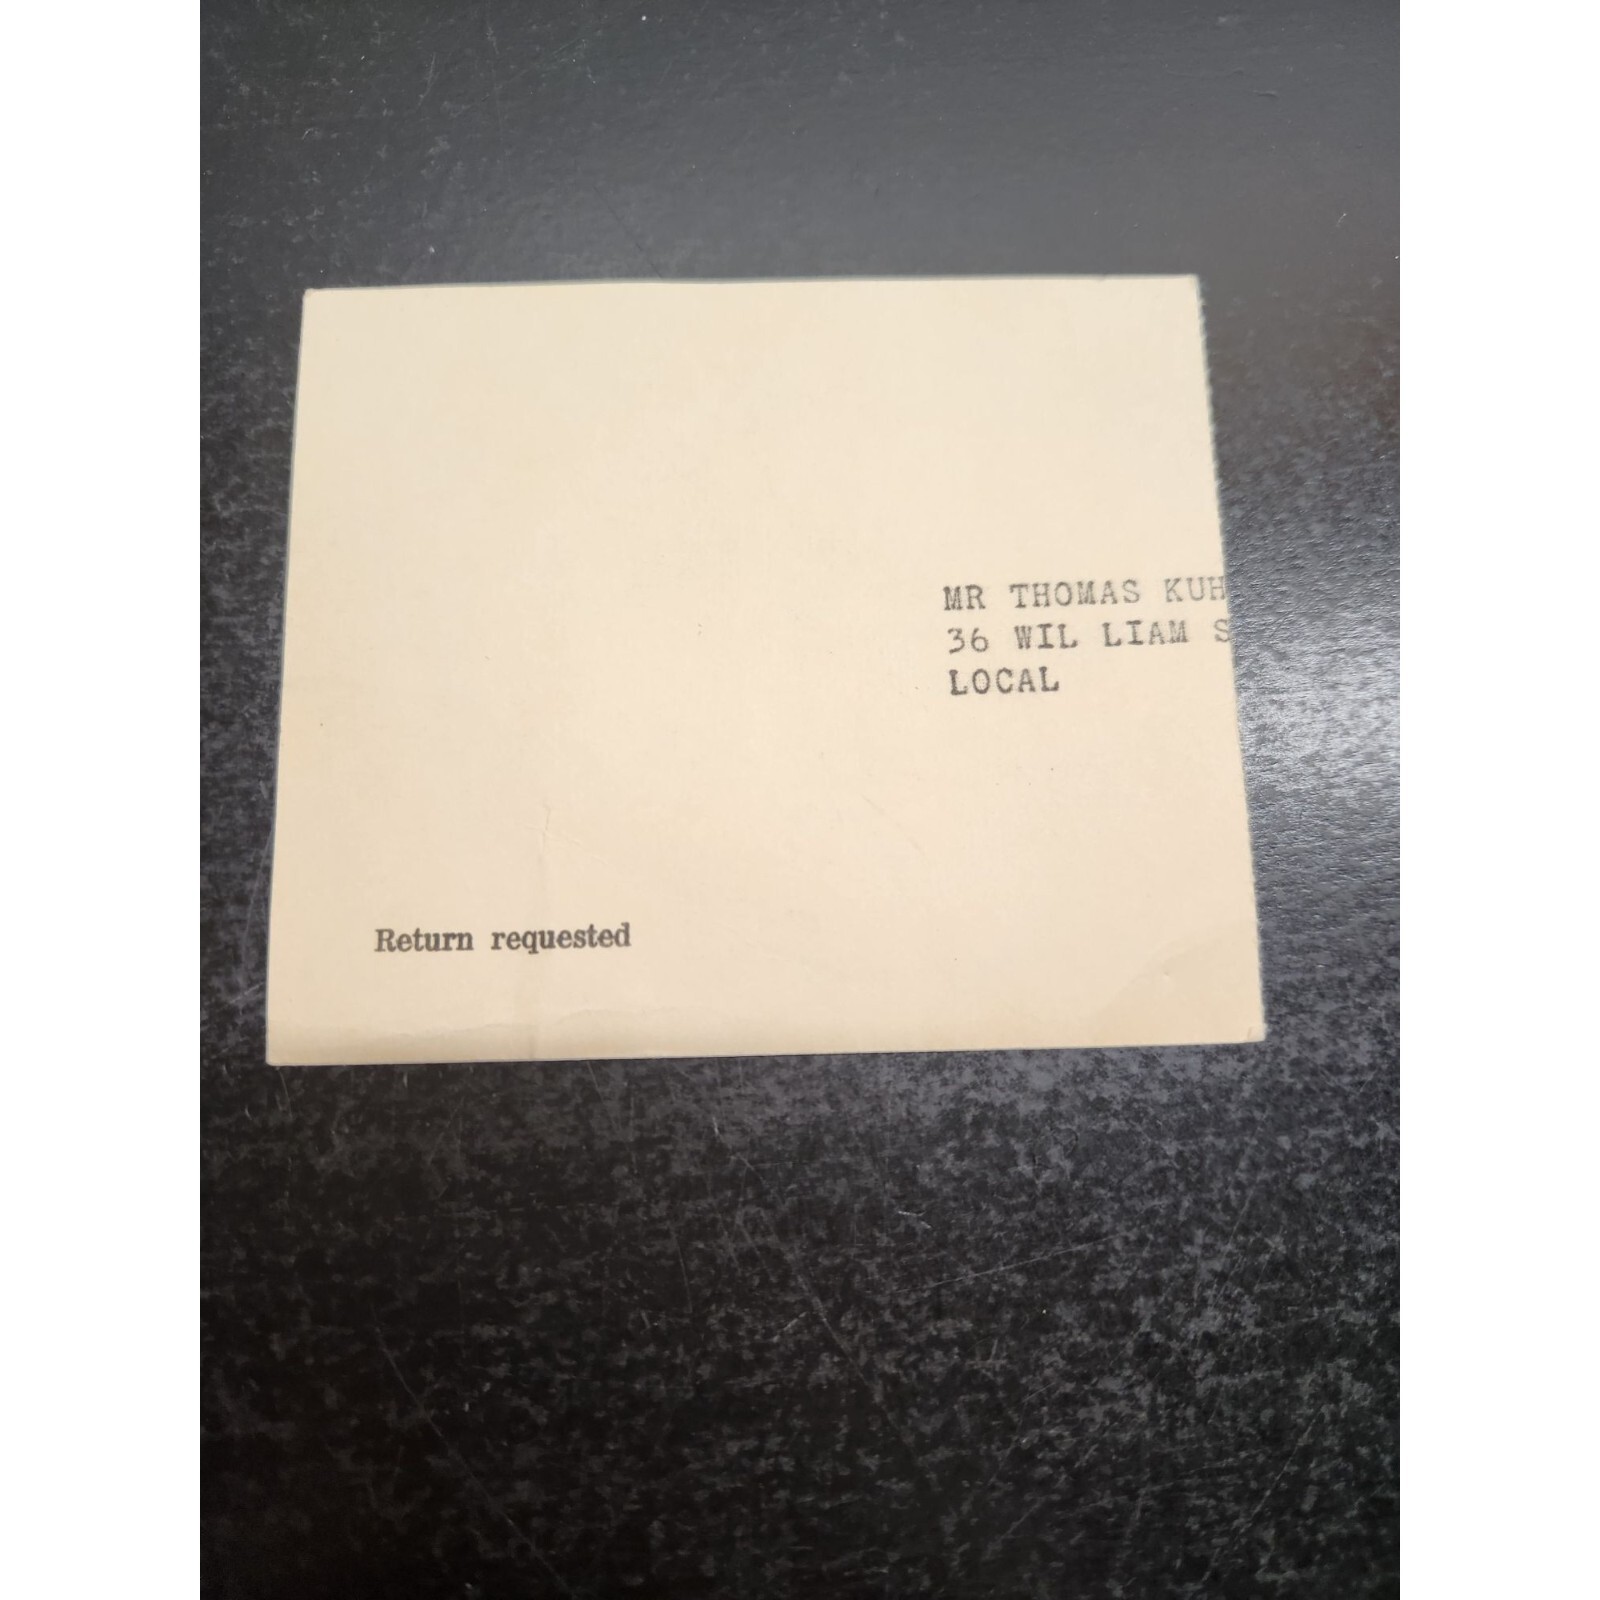 MR THOMAS KUH
36 WIL LIAM S
LOCAL
Return requested